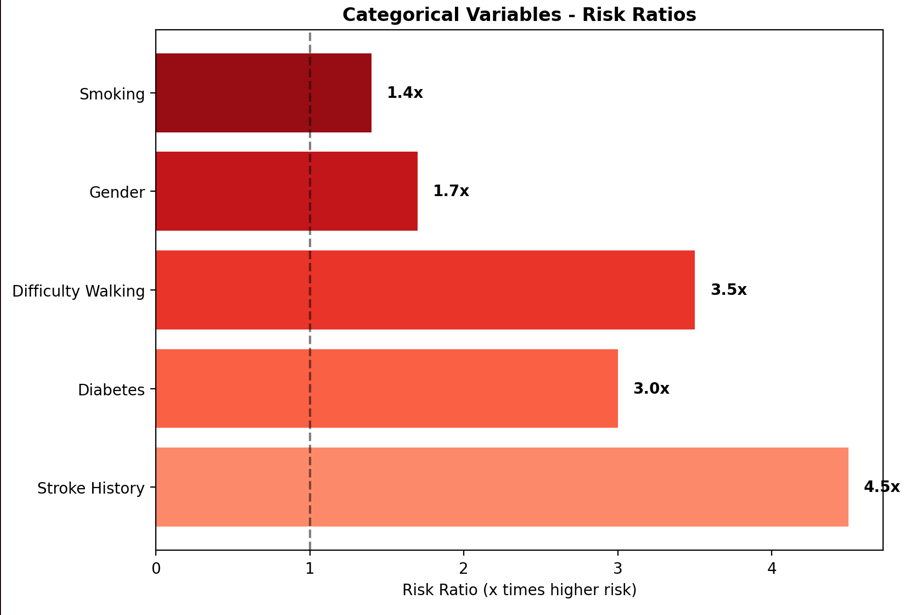 Categorical Variables - Risk Ratios
Smoking
1.4x
Gender
1.7x
Difficulty Walking
3.5x
Diabetes
3.0x
Stroke History
4.5x
0 1 2 3 4
Risk Ratio (x times higher risk)